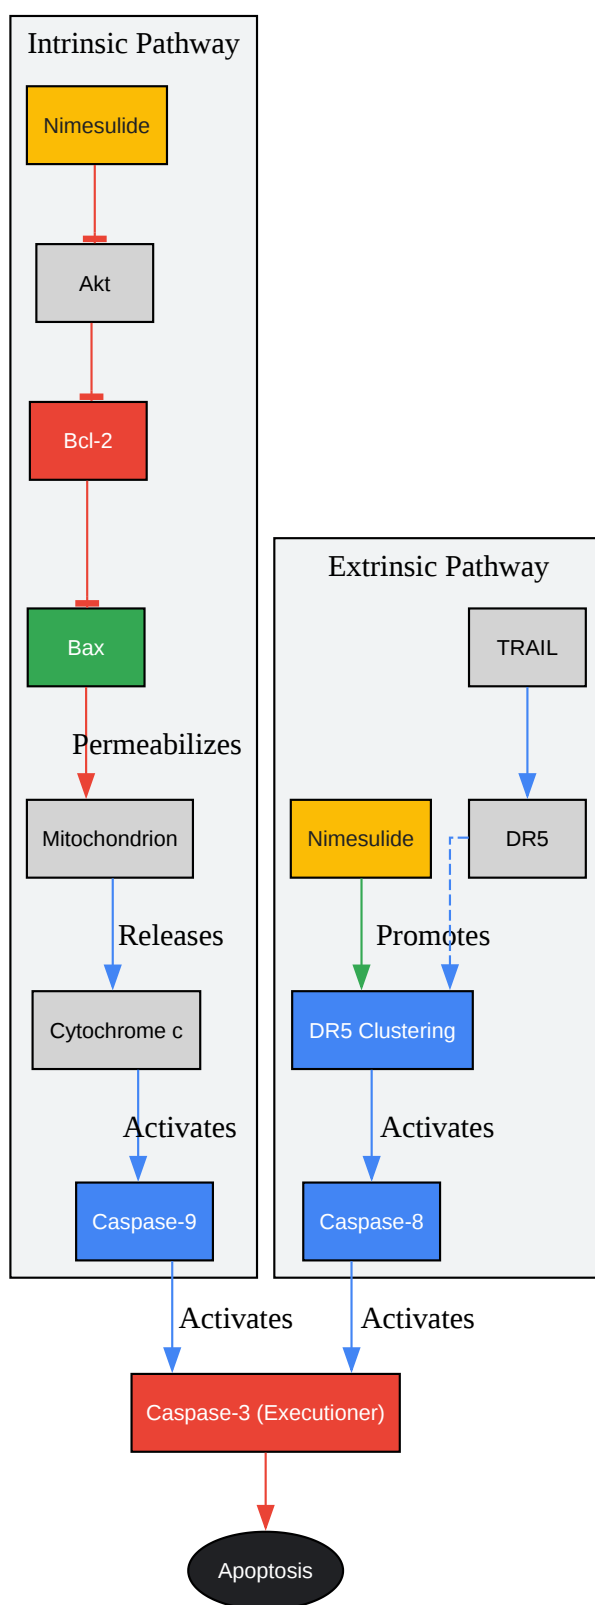 Intrinsic Pathway
Nimesulide
Akt
Bcl-2
Bax
Permeabilizes
Mitochondrion
Releases
Cytochrome c
Activates
Caspase-9
Extrinsic Pathway
TRAIL
Nimesulide
DR5
Promotes
DR5 Clustering
Activates
Caspase-8
Activates
Activates
Caspase-3 (Executioner)
Apoptosis